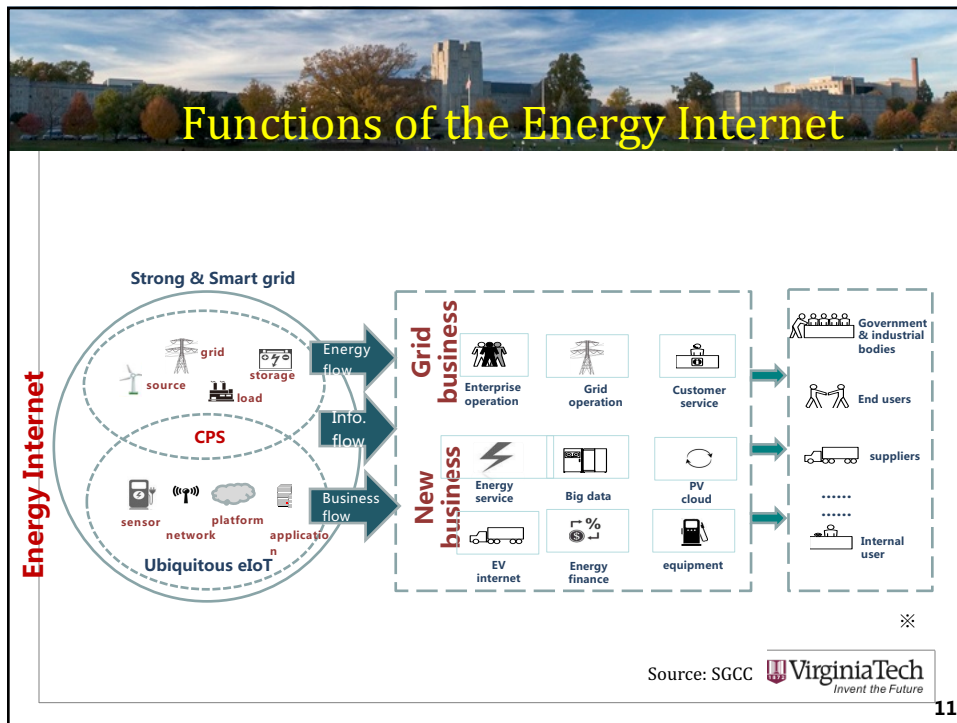 Functions of the Energy Internet
Energy Internet
Strong & Smart grid
grid
storage
source
load
CPS
sensor
platform
network
applicatio
n
Ubiquitous eIoT
Energy
flow
Info.
flow
Business
flow
Grid
business
Enterprise
operation
Grid
operation
Customer
service
New
business
Energy
service
Big data
PV
cloud
EV
internet
%
$
Energy
finance
equipment
Government
& industrial
bodies
End users
suppliers
......
......
Internal
user
※
Source: SGCC
1872
VirginiaTech
Invent the Future
11